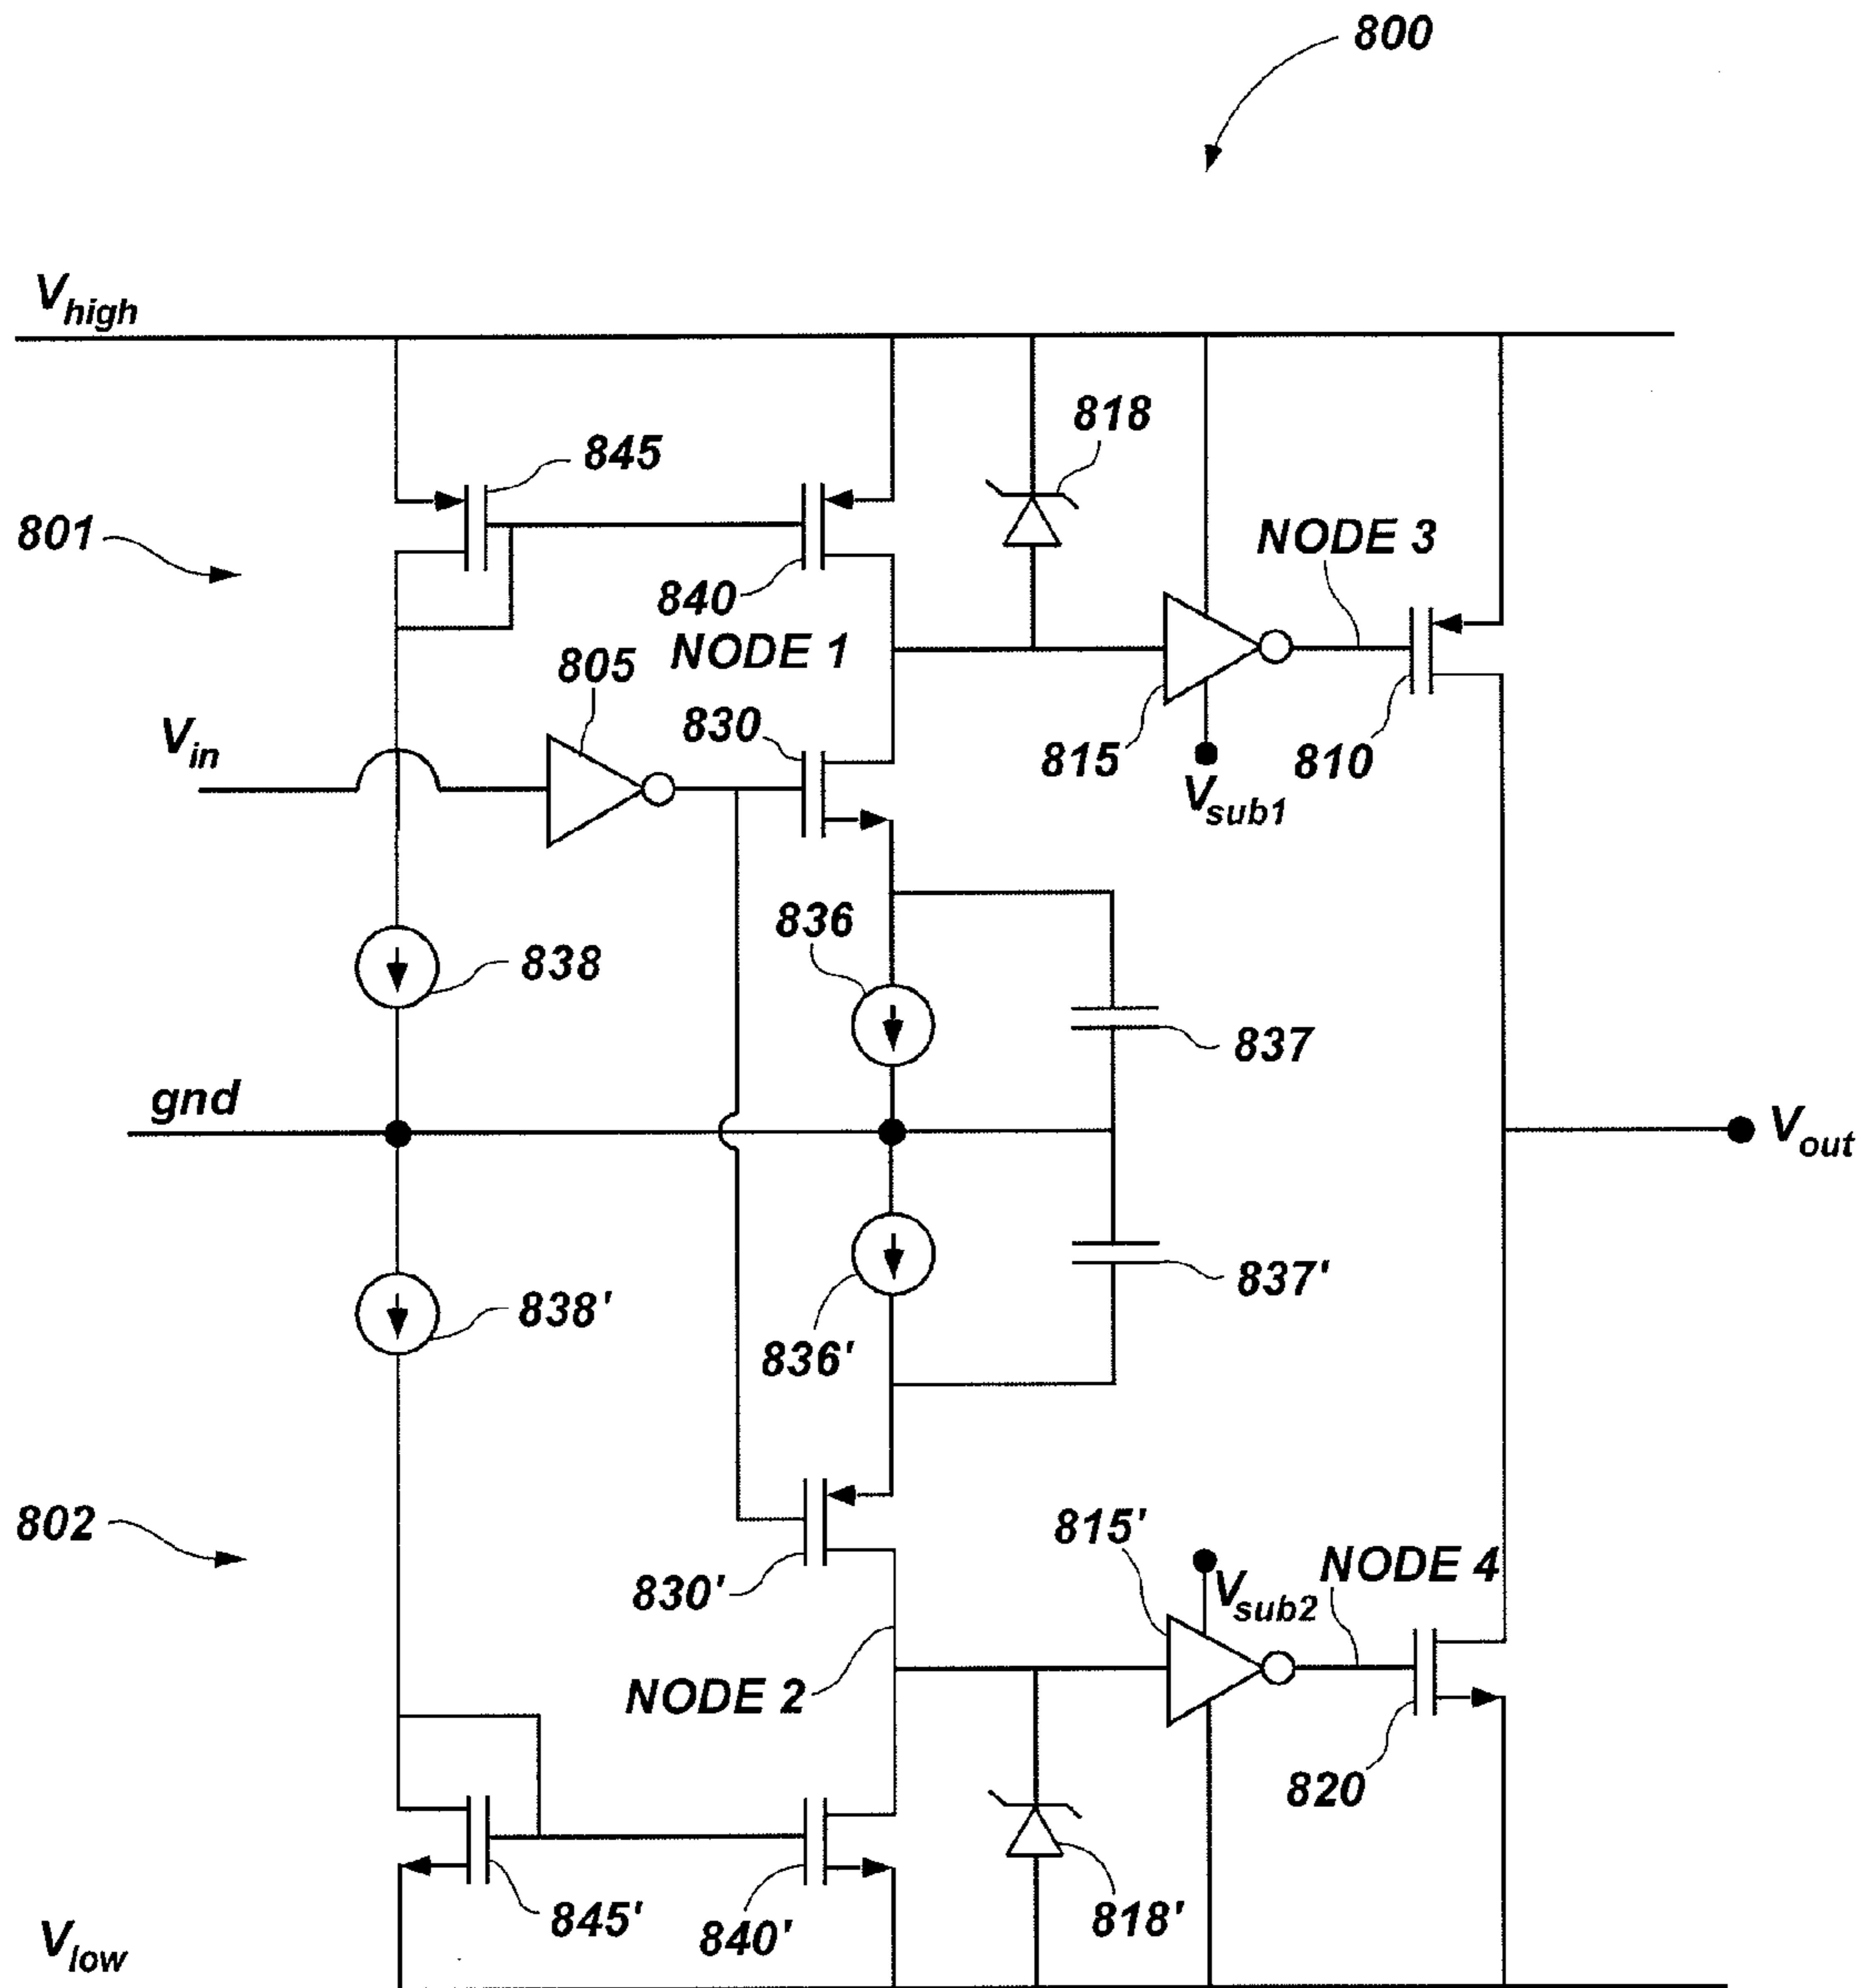 800
Vhigh
818
845
801
NODE 3
840
NODE 1
805
830
Vin
815
810
Vsub1
836
838
837
gnd
Vout
837'
838'
836'
802
815'
NODE 4
Vsub2
830'
NODE 2
820
845'
840'
818'
Vlow